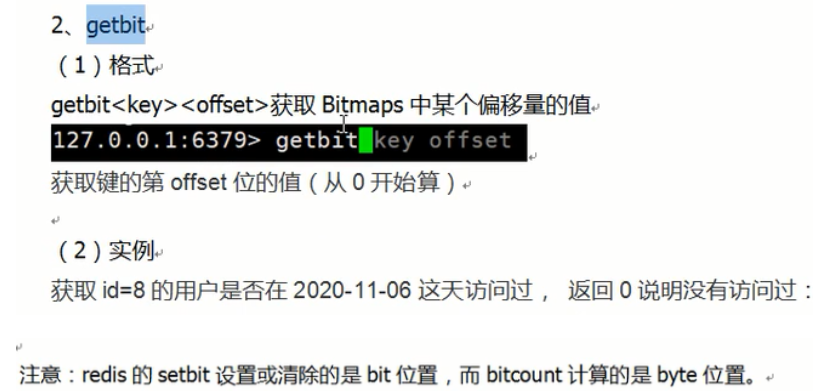 2、getbit
（1）格式
getbit<key><offset>获取 Bitmaps 中某个偏移量的值
127.0.0.1:6379> getbit key offset
获取键的第 offset 位的值（从 0 开始算）
（2）实例
获取 id=8 的用户是否在 2020-11-06 这天访问过， 返回 0 说明没有访问过：
注意：redis 的 setbit 设置或清除的是 bit 位置，而 bitcount 计算的是 byte 位置。